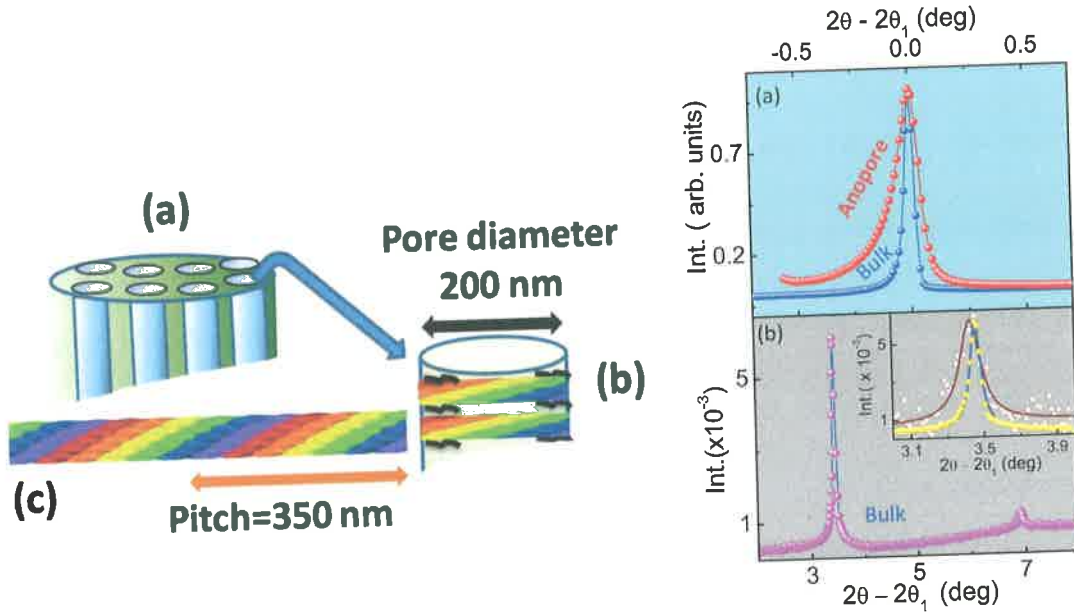 (a)
Pore diameter
200 nm
(b)
(c)
Pitch=350 nm
2θ - 2θ₁ (deg)
-0.5 0.0 0.5
(a)
Int. ( arb. units)
0.7
0.2
Anopore
Bulk
(b)
Int.(x10⁻³)
5
1
Bulk
3 5 7
2θ – 2θ₁ (deg)
Int.( x 10⁻³)
5
1
3.1 3.5 3.9
2θ – 2θ₁ (deg)